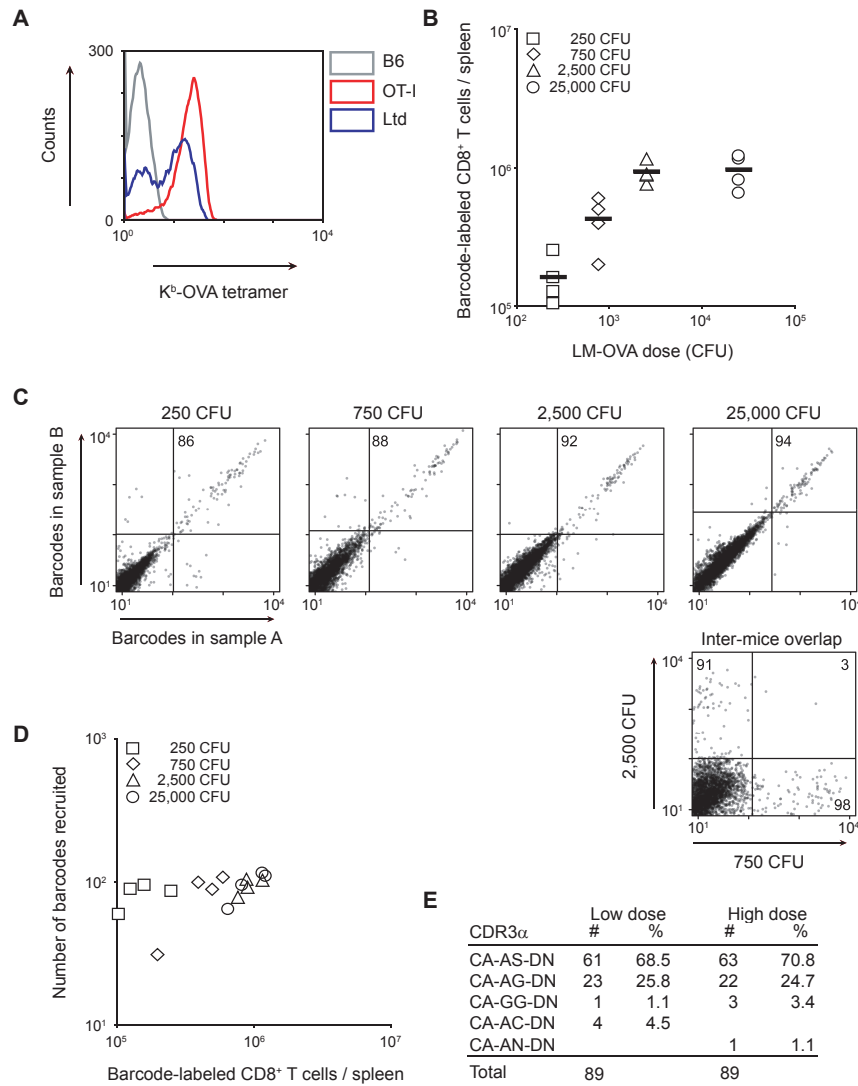 A
300
Counts
0
10⁰
10⁴
Kᵇ-OVA tetramer
B6
OT-I
Ltd
B
10⁷
10⁶
10⁵
Barcode-labeled CD8⁺ T cells / spleen
250 CFU
750 CFU
2,500 CFU
25,000 CFU
10² 10³ 10⁴ 10⁵
LM-OVA dose (CFU)
C
250 CFU 750 CFU 2,500 CFU 25,000 CFU
10⁴
86 88 92 94
Barcodes in sample B
10¹
10¹ 10⁴ 10¹ 10⁴ 10¹ 10⁴ 10¹
Barcodes in sample A
Inter-mice overlap
10⁴
91 3
2,500 CFU
98
10¹
10¹ 10⁴
750 CFU
D
10³
10²
10¹
Number of barcodes recruited
250 CFU
750 CFU
2,500 CFU
25,000 CFU
10⁵ 10⁶ 10⁷
Barcode-labeled CD8⁺ T cells / spleen
E
Low dose High dose
CDR3α # % # %
CA-AS-DN 61 68.5 63 70.8
CA-AG-DN 23 25.8 22 24.7
CA-GG-DN 1 1.1 3 3.4
CA-AC-DN 4 4.5
CA-AN-DN 1 1.1
Total 89 89